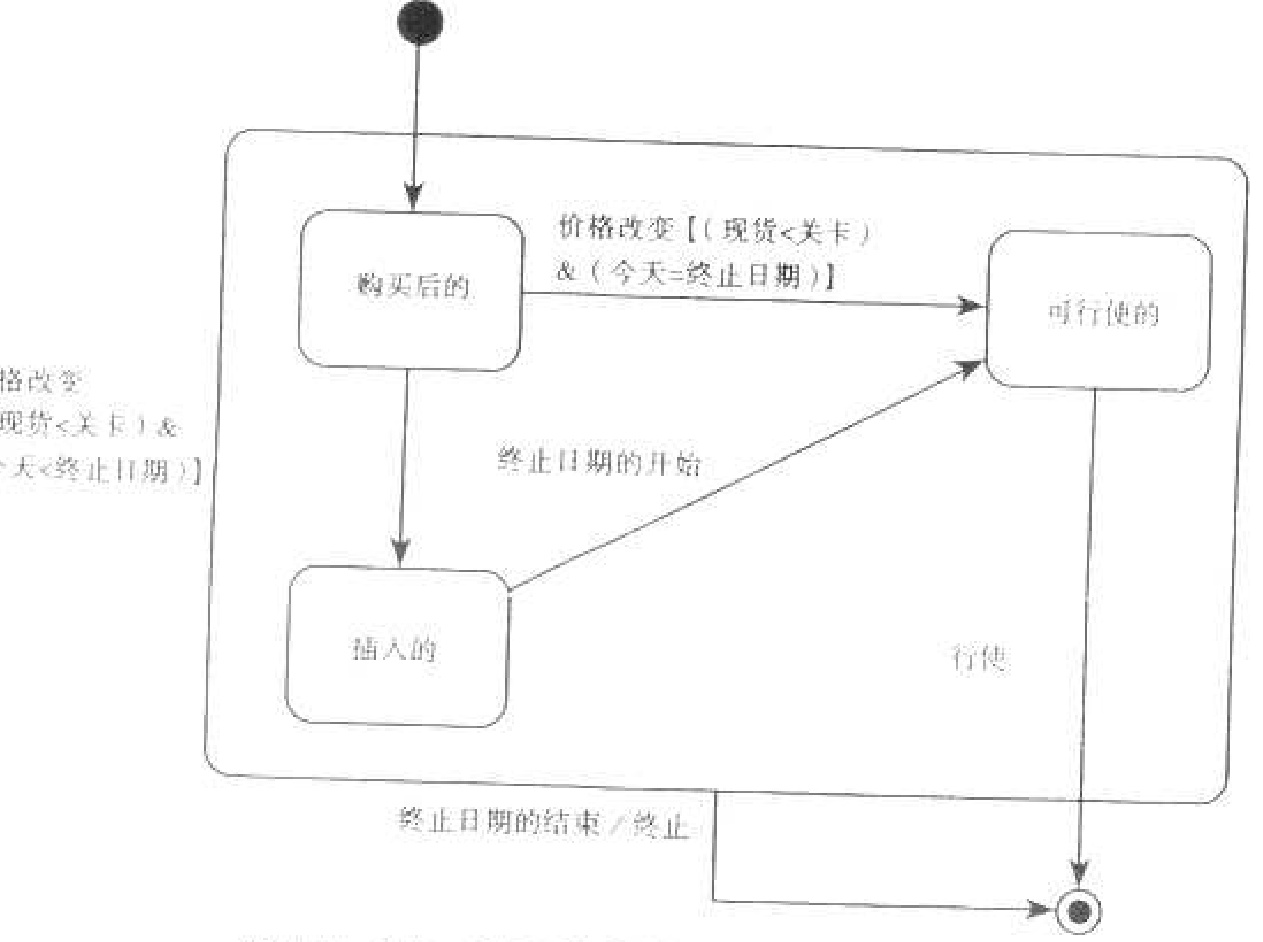 价格改变【(现货<关卡)
&(今天=终止日期)】
购买后的
可行使的
格改变
现货<关卡)&
天<终止日期)】
终止日期的开始
插入的
行使
终止日期的结束/终止